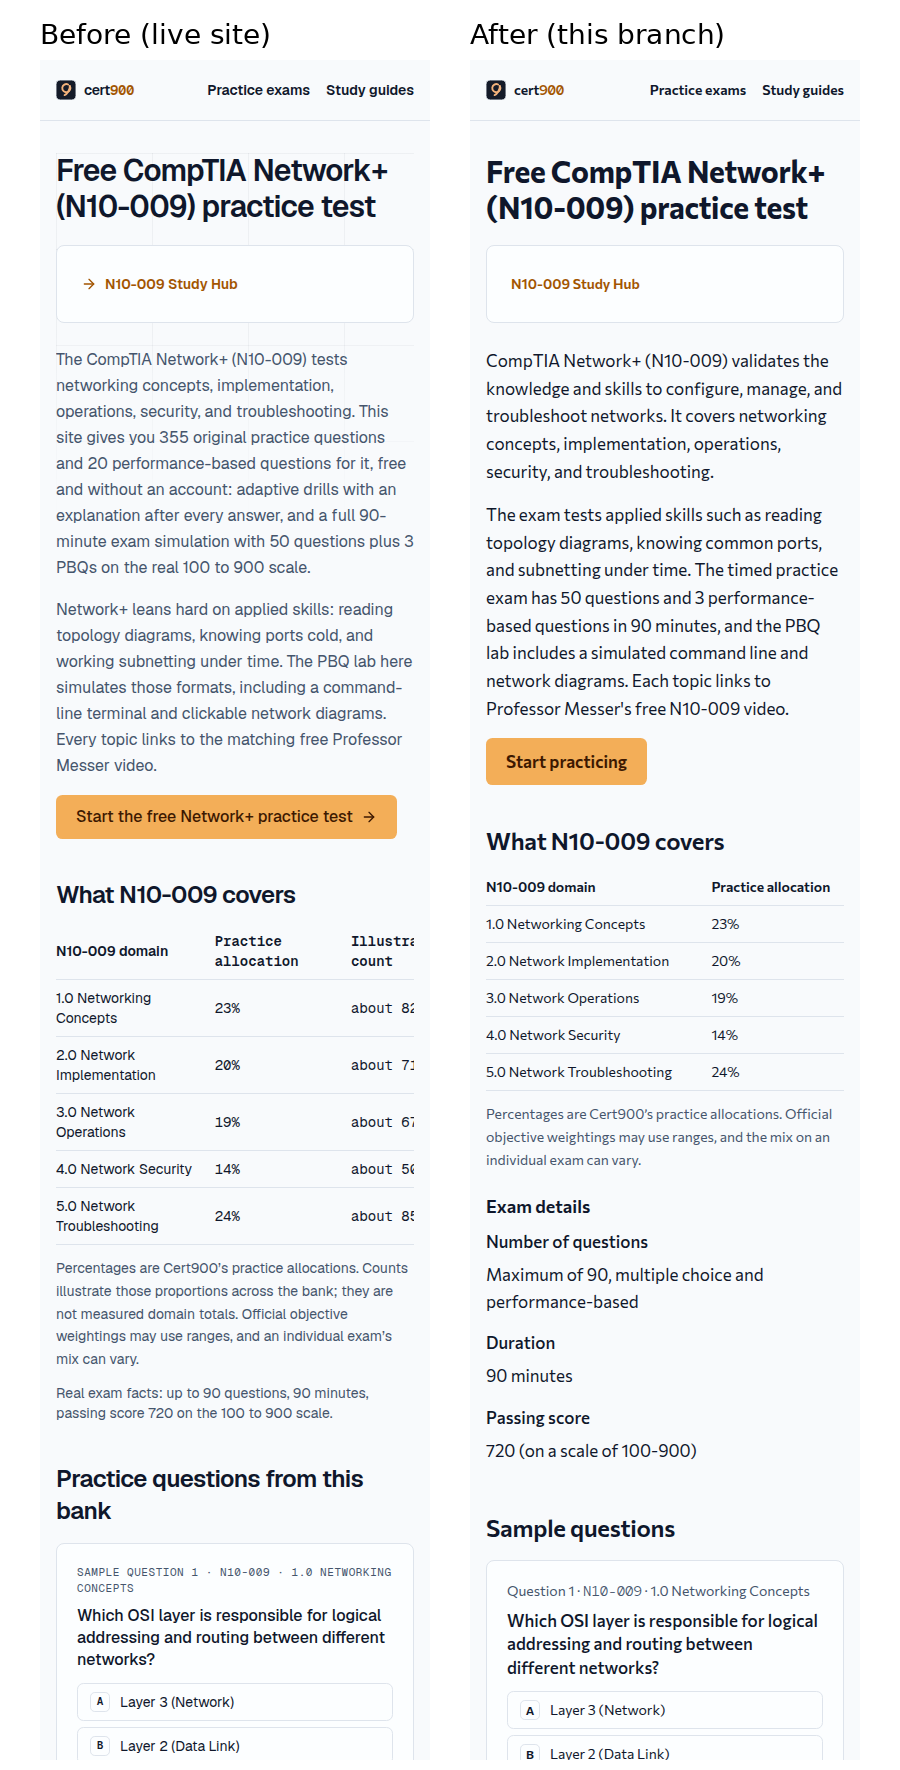 Before (live site)
cert900
Practice exams
Study guides
Free CompTIA Network+
(N10-009) practice test
→ N10-009 Study Hub
The CompTIA Network+ (N10-009) tests
networking concepts, implementation,
operations, security, and troubleshooting. This
site gives you 355 original practice questions
and 20 performance-based questions for it, free
and without an account: adaptive drills with an
explanation after every answer, and a full 90-
minute exam simulation with 50 questions plus 3
PBQs on the real 100 to 900 scale.
Network+ leans hard on applied skills: reading
topology diagrams, knowing ports cold, and
working subnetting under time. The PBQ lab here
simulates those formats, including a command-
line terminal and clickable network diagrams.
Every topic links to the matching free Professor
Messer video.
Start the free Network+ practice test →
What N10-009 covers
N10-009 domain
Practice
allocation
Illustra
count
1.0 Networking
Concepts
23%
about 82
2.0 Network
Implementation
20%
about 71
3.0 Network
Operations
19%
about 67
4.0 Network Security
14%
about 50
5.0 Network
Troubleshooting
24%
about 85
Percentages are Cert900's practice allocations. Counts
illustrate those proportions across the bank; they are
not measured domain totals. Official objective
weightings may use ranges, and an individual exam's
mix can vary.
Real exam facts: up to 90 questions, 90 minutes,
passing score 720 on the 100 to 900 scale.
Practice questions from this
bank
SAMPLE QUESTION 1 · N10-009 · 1.0 NETWORKING
CONCEPTS
Which OSI layer is responsible for logical
addressing and routing between different
networks?
A Layer 3 (Network)
B Layer 2 (Data Link)
After (this branch)
cert900
Practice exams
Study guides
Free CompTIA Network+
(N10-009) practice test
N10-009 Study Hub
CompTIA Network+ (N10-009) validates the
knowledge and skills to configure, manage, and
troubleshoot networks. It covers networking
concepts, implementation, operations,
security, and troubleshooting.
The exam tests applied skills such as reading
topology diagrams, knowing common ports,
and subnetting under time. The timed practice
exam has 50 questions and 3 performance-
based questions in 90 minutes, and the PBQ
lab includes a simulated command line and
network diagrams. Each topic links to
Professor Messer's free N10-009 video.
Start practicing
What N10-009 covers
N10-009 domain
Practice allocation
1.0 Networking Concepts
23%
2.0 Network Implementation
20%
3.0 Network Operations
19%
4.0 Network Security
14%
5.0 Network Troubleshooting
24%
Percentages are Cert900's practice allocations. Official
objective weightings may use ranges, and the mix on an
individual exam can vary.
Exam details
Number of questions
Maximum of 90, multiple choice and
performance-based
Duration
90 minutes
Passing score
720 (on a scale of 100-900)
Sample questions
Question 1 · N10-009 · 1.0 Networking Concepts
Which OSI layer is responsible for logical
addressing and routing between
different networks?
A Layer 3 (Network)
B Layer 2 (Data Link)